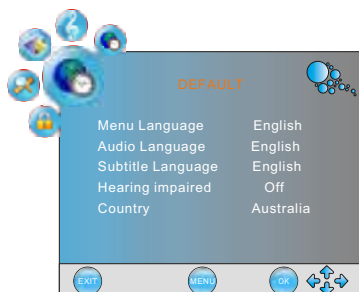 DEFAULT
Menu Language English
Audio Language English
Subtitle Language English
Hearing impaired Off
Country Australia
EXIT MENU OK